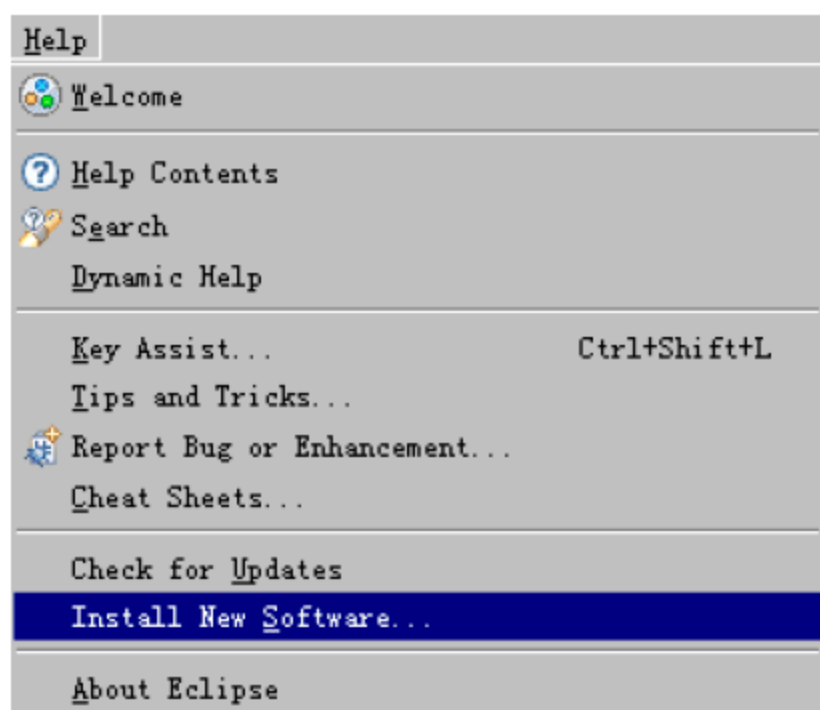 Help
Welcome
Help Contents
Search
Dynamic Help
Key Assist... Ctrl+Shift+L
Tips and Tricks...
Report Bug or Enhancement...
Cheat Sheets...
Check for Updates
Install New Software...
About Eclipse